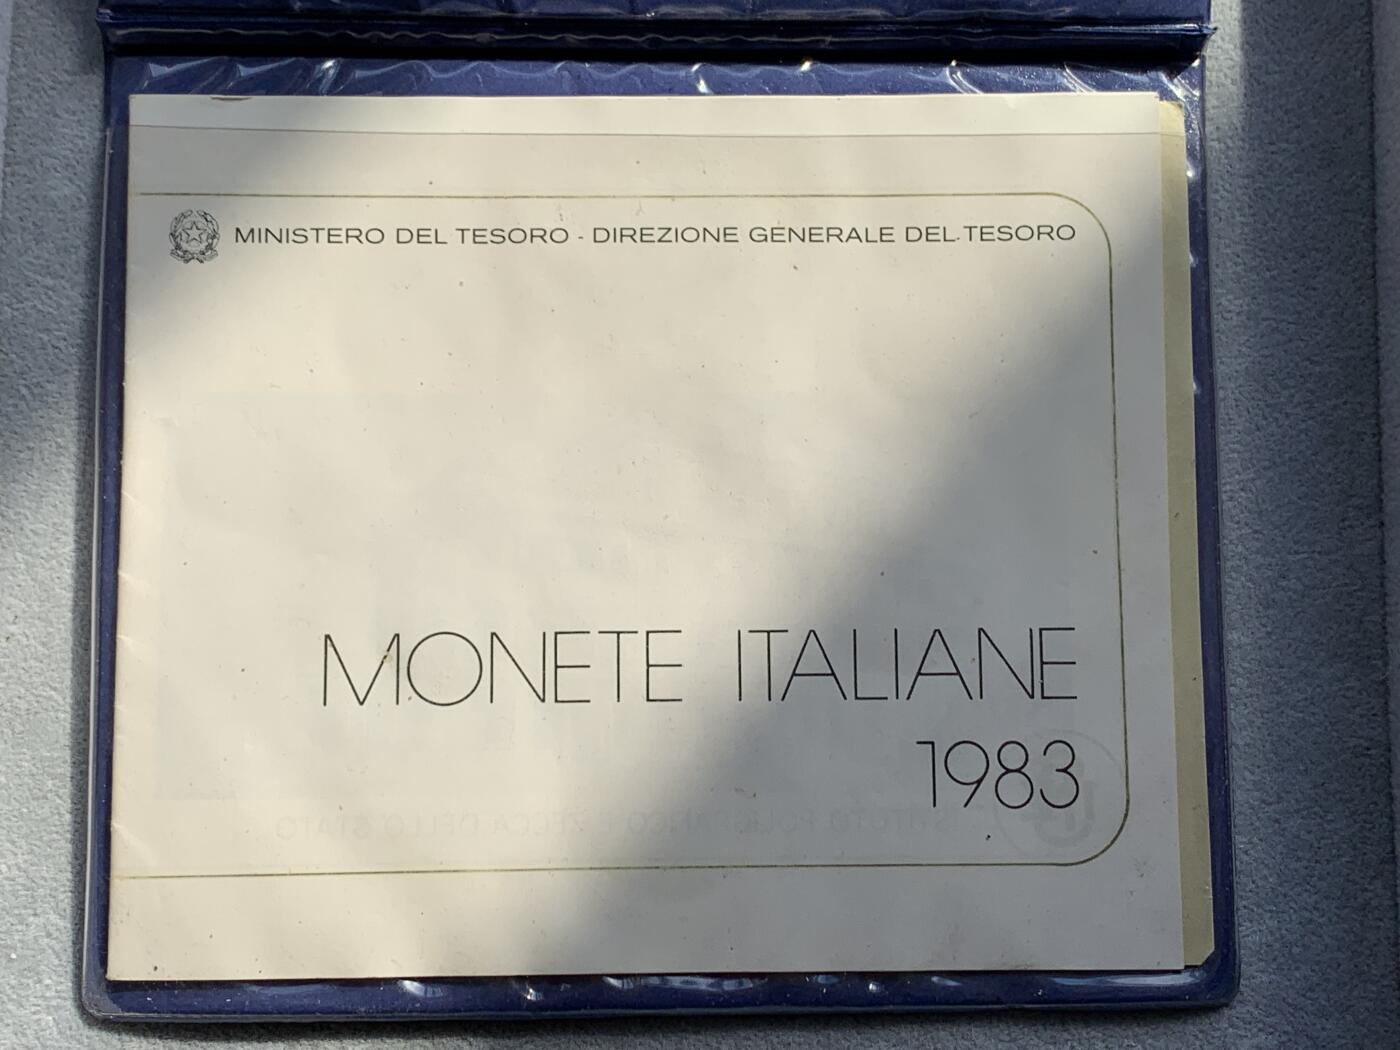 MINISTERO DEL TESORO - DIREZIONE GENERALE DEL TESORO
MONETE ITALIANE
1983